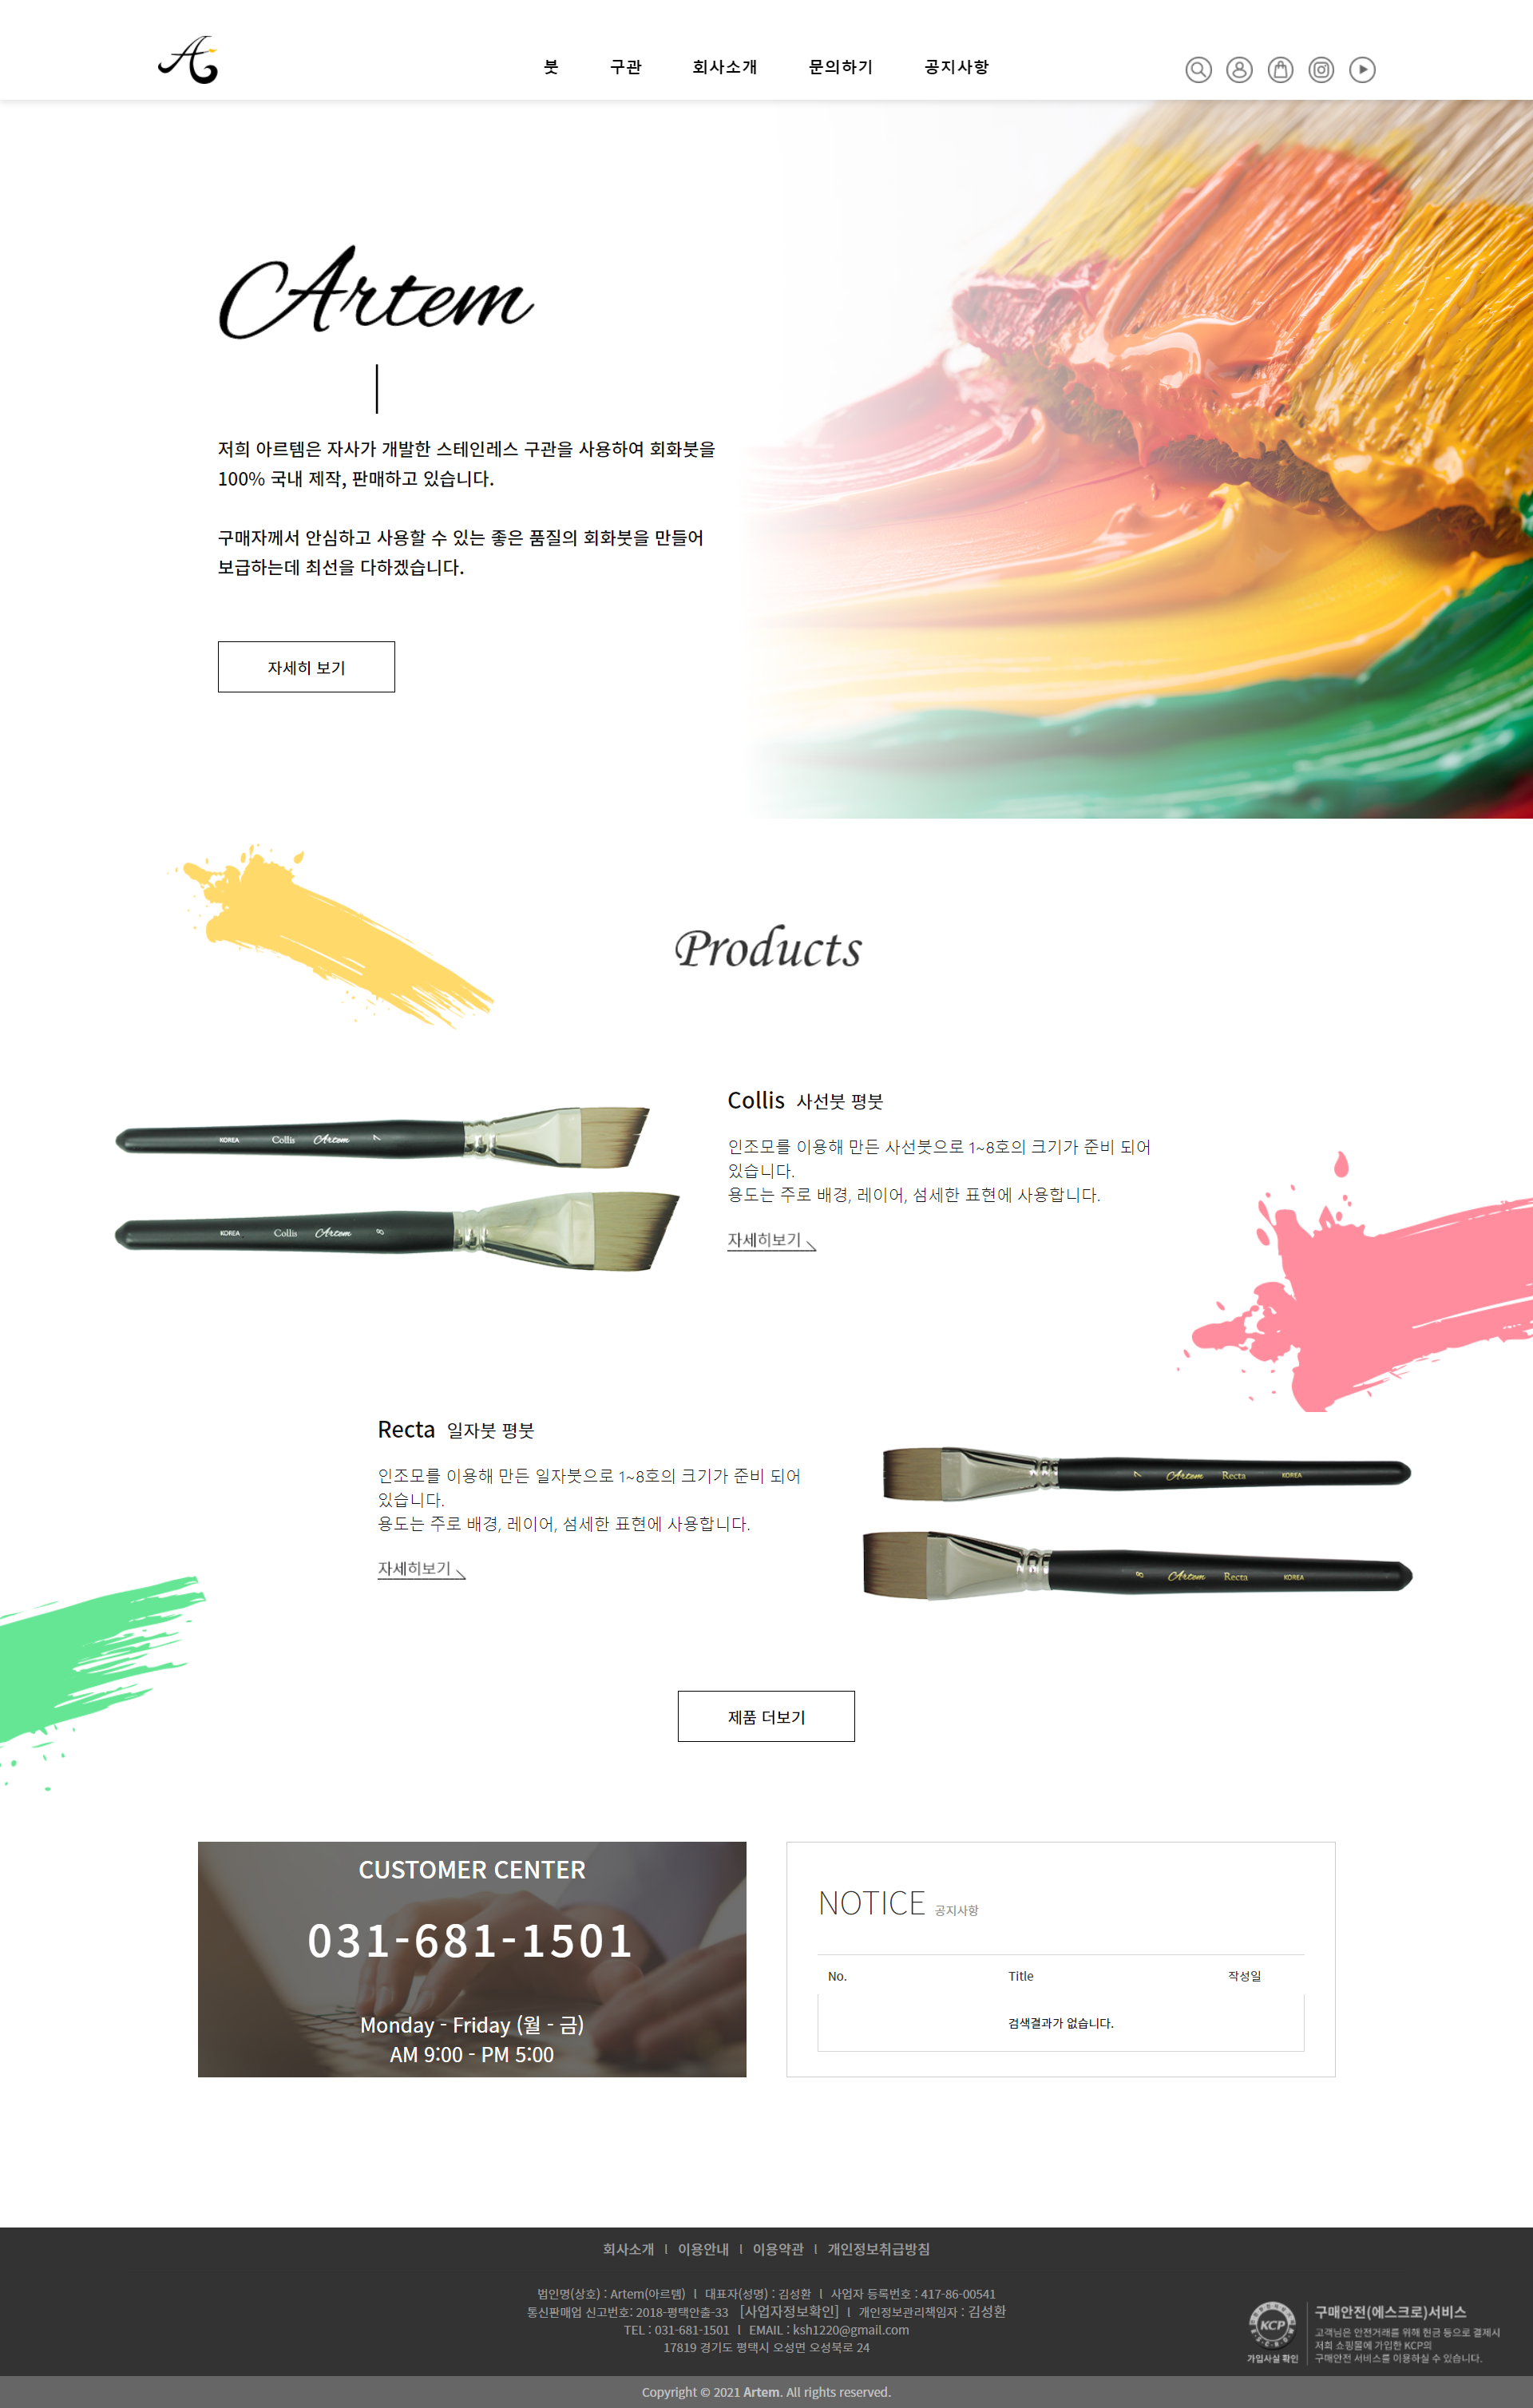 붓 구관 회사소개 문의하기 공지사항
Artem
저희 아르템은 자사가 개발한 스테인레스 구관을 사용하여 회화붓을
100% 국내 제작, 판매하고 있습니다.
구매자께서 안심하고 사용할 수 있는 좋은 품질의 회화붓을 만들어
보급하는데 최선을 다하겠습니다.
자세히 보기
Products
Collis 사선붓 평붓
인조모를 이용해 만든 사선붓으로 1~8호의 크기가 준비 되어
있습니다.
용도는 주로 배경, 레이어, 섬세한 표현에 사용합니다.
자세히보기
KOREA Collis Artem 7
KOREA Collis Artem 8
Recta 일자붓 평붓
인조모를 이용해 만든 일자붓으로 1~8호의 크기가 준비 되어
있습니다.
용도는 주로 배경, 레이어, 섬세한 표현에 사용합니다.
자세히보기
7 Artem Recta KOREA
8 Artem Recta KOREA
제품 더보기
CUSTOMER CENTER
031-681-1501
Monday - Friday (월 - 금)
AM 9:00 - PM 5:00
NOTICE 공지사항
No. Title 작성일
검색결과가 없습니다.
회사소개 | 이용안내 | 이용약관 | 개인정보취급방침
법인명(상호) : Artem(아르템) | 대표자(성명) : 김성환 | 사업자 등록번호 : 417-86-00541
통신판매업 신고번호: 2018-평택안출-33 [사업자정보확인] | 개인정보관리책임자 : 김성환
TEL : 031-681-1501 | EMAIL : ksh1220@gmail.com
17819 경기도 평택시 오성면 오성북로 24
KCP
가입사실 확인
구매안전(에스크로)서비스
고객님은 안전거래를 위해 현금 등으로 결제시
저희 쇼핑몰에 가입한 KCP의
구매안전 서비스를 이용하실 수 있습니다.
Copyright © 2021 Artem. All rights reserved.